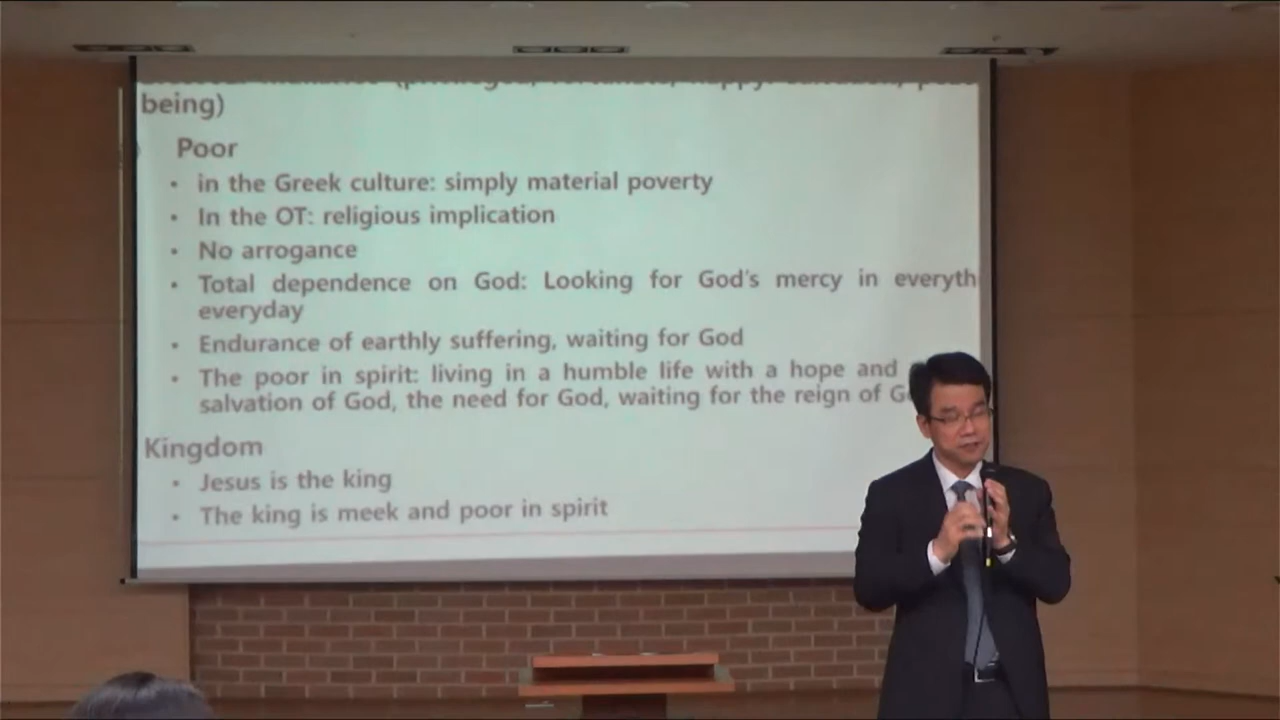 being)
Poor
• in the Greek culture: simply material poverty
• In the OT: religious implication
• No arrogance
• Total dependence on God: Looking for God's mercy in everyth
everyday
• Endurance of earthly suffering, waiting for God
• The poor in spirit: living in a humble life with a hope and
salvation of God, the need for God, waiting for the reign of G
Kingdom
• Jesus is the king
• The king is meek and poor in spirit